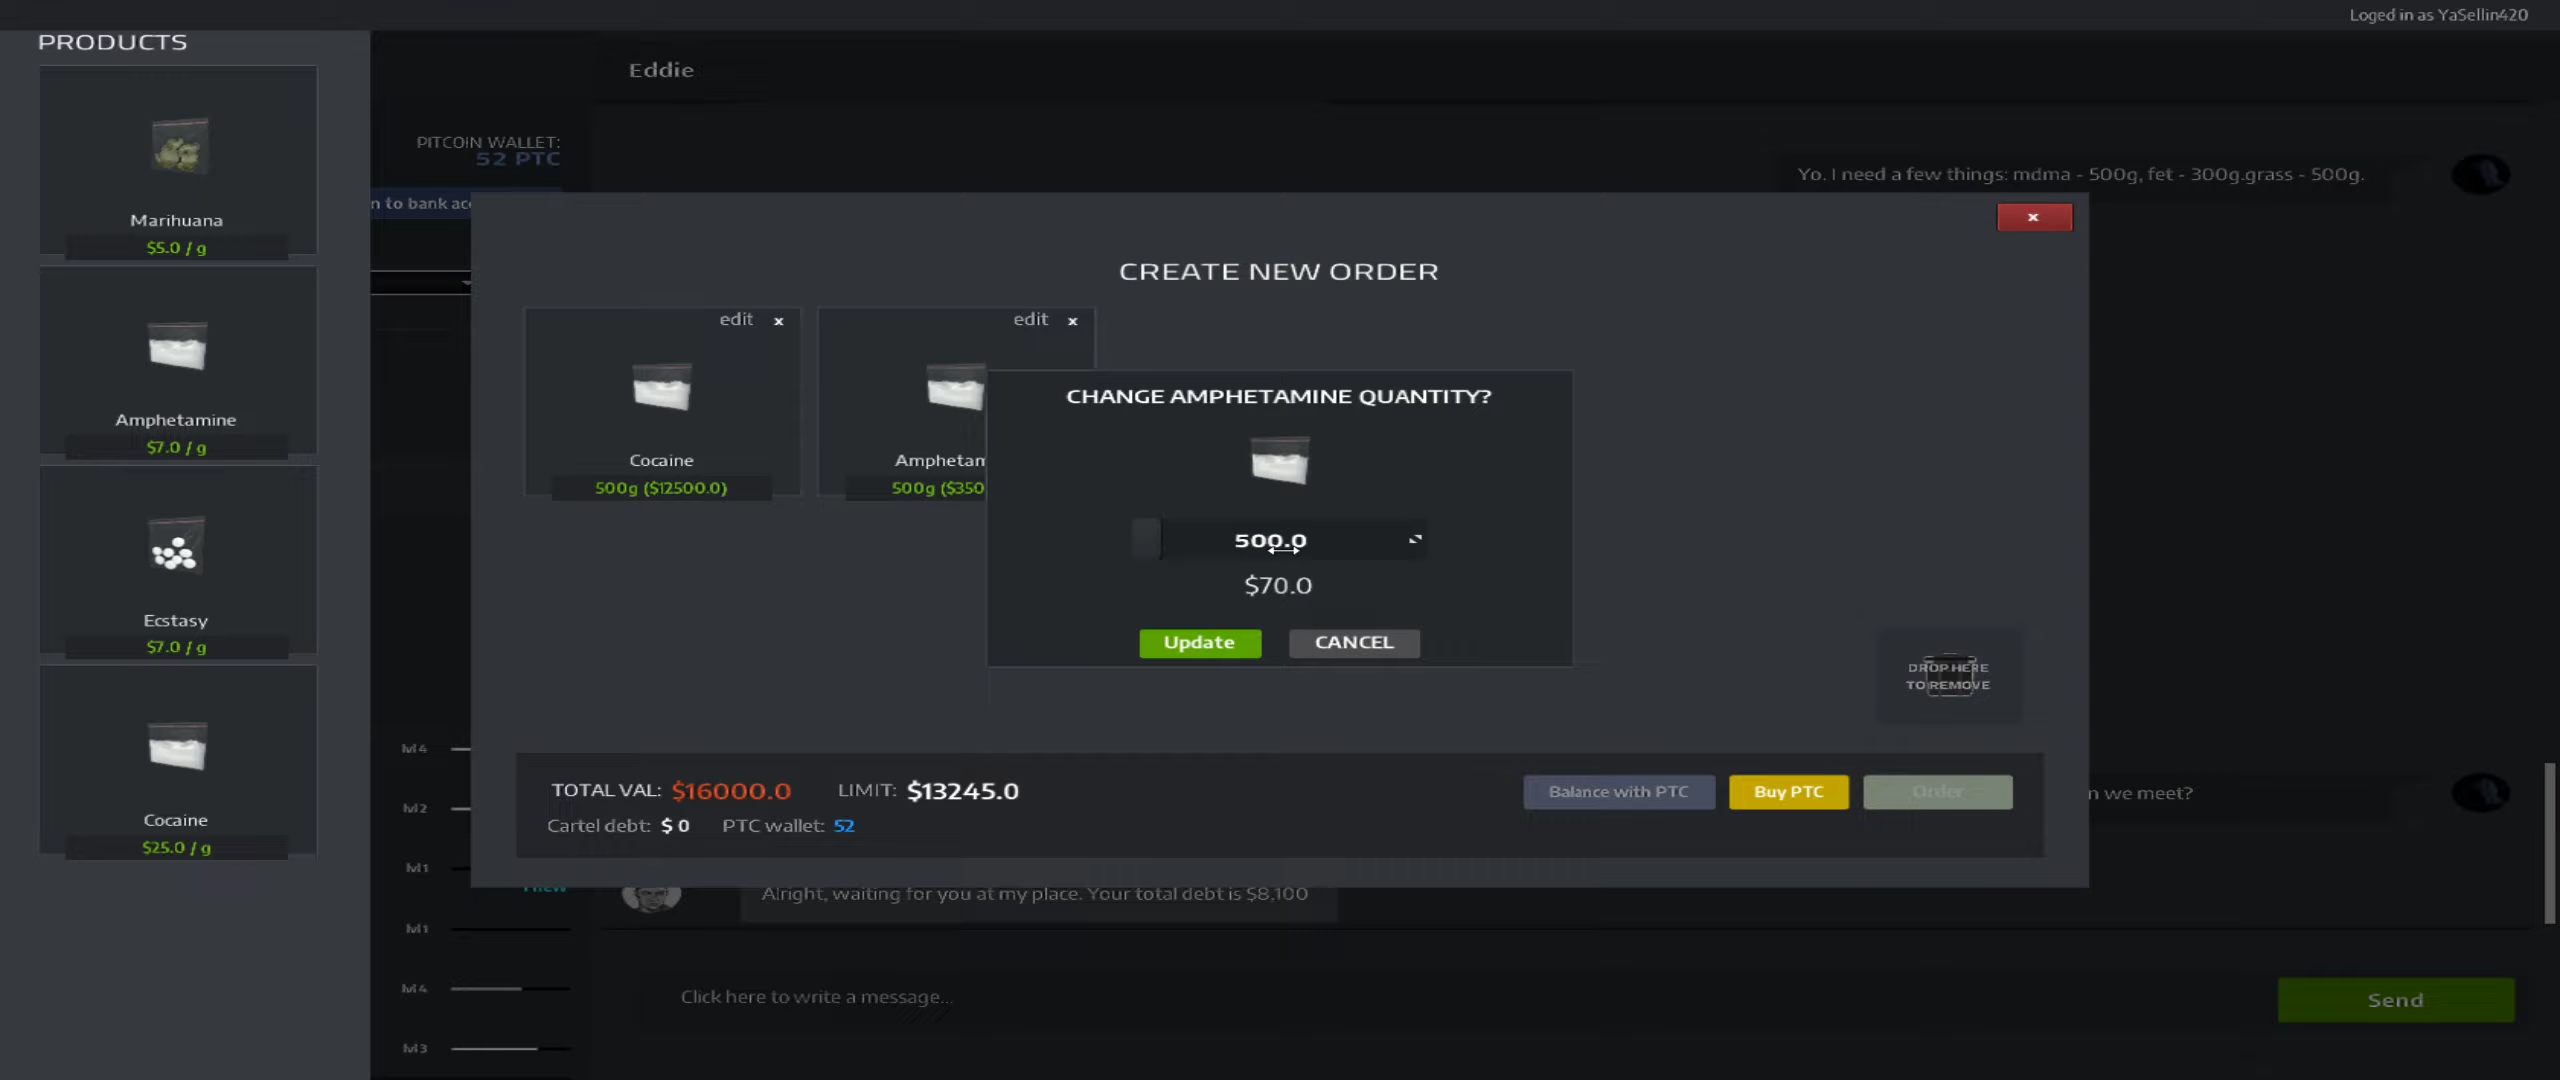 Loged in as YaSellin420
PRODUCTS
Marihuana
$5.0 / g
Amphetamine
$7.0 / g
Ecstasy
$7.0 / g
Cocaine
$25.0 / g
Eddie
PITCOIN WALLET:
52 PTC
n to bank acc
Yo. I need a few things: mdma - 500g, fet - 300g.grass - 500g.
x
CREATE NEW ORDER
edit x
Cocaine
500g ($12500.0)
edit x
Amphetam
500g ($350
CHANGE AMPHETAMINE QUANTITY?
500.0
$70.0
Update CANCEL
DROP HERE
TO REMOVE
TOTAL VAL: $16000.0 LIMIT: $13245.0
Cartel debt: $ 0 PTC wallet: 52
Balance with PTC Buy PTC Order
n we meet?
M4
M2
M1
M1
M4
M3
Alright, waiting for you at my place. Your total debt is $8,100
Click here to write a message...
Send